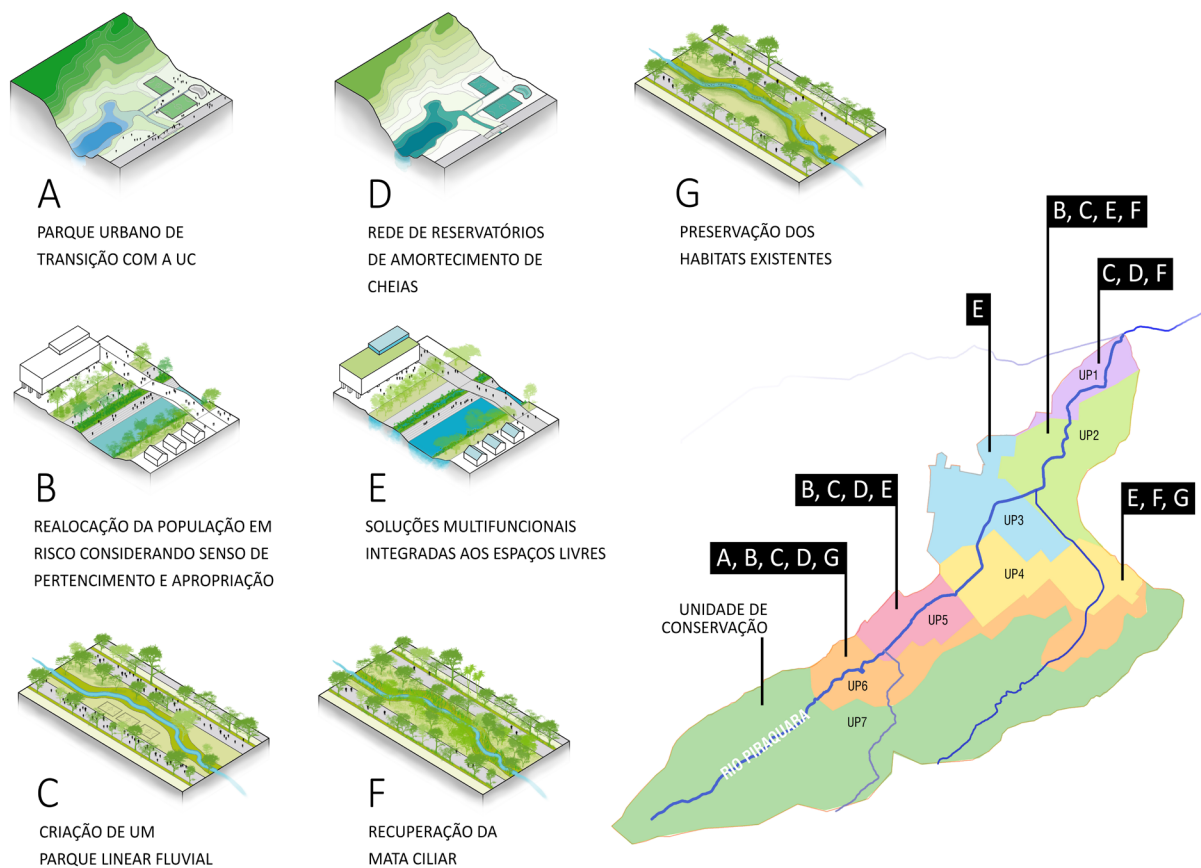 A
PARQUE URBANO DE
TRANSIÇÃO COM A UC
D
REDE DE RESERVATÓRIOS
DE AMORTECIMENTO DE
CHEIAS
G
PRESERVAÇÃO DOS
HABITATS EXISTENTES
B
REALOCAÇÃO DA POPULAÇÃO EM
RISCO CONSIDERANDO SENSO DE
PERTENCIMENTO E APROPRIAÇÃO
E
SOLUÇÕES MULTIFUNCIONAIS
INTEGRADAS AOS ESPAÇOS LIVRES
C
CRIAÇÃO DE UM
PARQUE LINEAR FLUVIAL
F
RECUPERAÇÃO DA
MATA CILIAR
B, C, E, F
C, D, F
E
UP1
UP2
B, C, D, E
E, F, G
UP3
A, B, C, D, G
UP4
UNIDADE DE
CONSERVAÇÃO
UP5
UP6
UP7
RIO PIRAQUARA